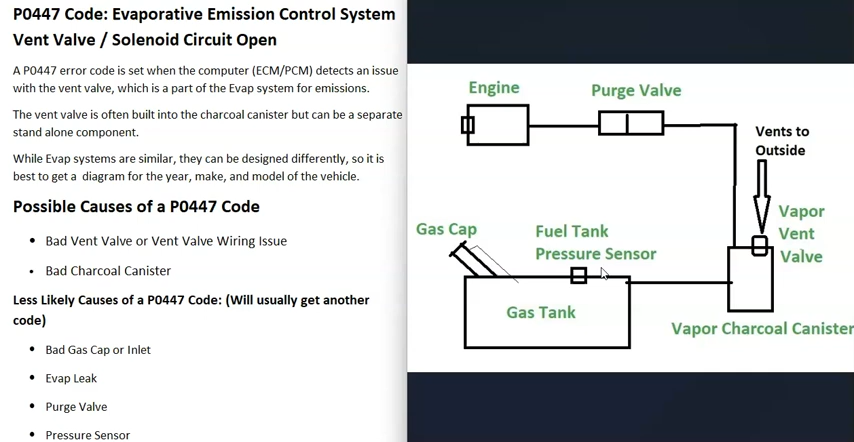 P0447 Code: Evaporative Emission Control System
Vent Valve / Solenoid Circuit Open
A P0447 error code is set when the computer (ECM/PCM) detects an issue
with the vent valve, which is a part of the Evap system for emissions.
The vent valve is often built into the charcoal canister but can be a separate
stand alone component.
While Evap systems are similar, they can be designed differently, so it is
best to get a diagram for the year, make, and model of the vehicle.
Possible Causes of a P0447 Code
• Bad Vent Valve or Vent Valve Wiring Issue
• Bad Charcoal Canister
Less Likely Causes of a P0447 Code: (Will usually get another
code)
• Bad Gas Cap or Inlet
• Evap Leak
• Purge Valve
• Pressure Sensor
Engine
Purge Valve
Vents to
Outside
Vapor
Vent
Valve
Gas Cap
Fuel Tank
Pressure Sensor
Gas Tank
Vapor Charcoal Canister